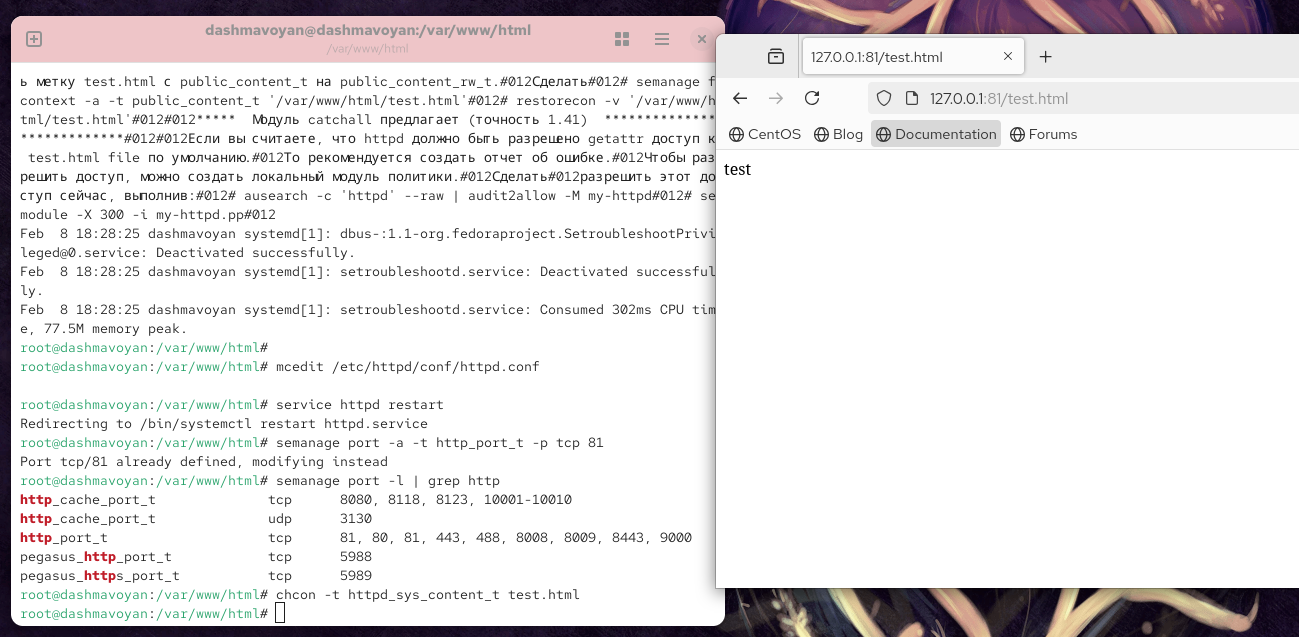 dashmavoyan@dashmavoyan:/var/www/html
/var/www/html
ь метку test.html с public_content_t на public_content_rw_t.#012Сделать#012# semanage f
context -a -t public_content_t '/var/www/html/test.html'#012# restorecon -v '/var/www/h
tml/test.html'#012#012*****  Модуль catchall предлагает (точность 1.41)  **************
*************#012#012Если вы считаете, что httpd должно быть разрешено getattr доступ к
 test.html file по умолчанию.#012То рекомендуется создать отчет об ошибке.#012Чтобы раз
решить доступ, можно создать локальный модуль политики.#012Сделать#012разрешить этот до
ступ сейчас, выполнив:#012# ausearch -c 'httpd' --raw | audit2allow -M my-httpd#012# se
module -X 300 -i my-httpd.pp#012
Feb  8 18:28:25 dashmavoyan systemd[1]: dbus-:1.1-org.fedoraproject.SetroubleshootPrivi
leged@0.service: Deactivated successfully.
Feb  8 18:28:25 dashmavoyan systemd[1]: setroubleshootd.service: Deactivated successful
ly.
Feb  8 18:28:25 dashmavoyan systemd[1]: setroubleshootd.service: Consumed 302ms CPU tim
e, 77.5M memory peak.
root@dashmavoyan:/var/www/html#
root@dashmavoyan:/var/www/html# mcedit /etc/httpd/conf/httpd.conf
root@dashmavoyan:/var/www/html# service httpd restart
Redirecting to /bin/systemctl restart httpd.service
root@dashmavoyan:/var/www/html# semanage port -a -t http_port_t -p tcp 81
Port tcp/81 already defined, modifying instead
root@dashmavoyan:/var/www/html# semanage port -l | grep http
http_cache_port_t              tcp      8080, 8118, 8123, 10001-10010
http_cache_port_t              udp      3130
http_port_t                    tcp      81, 80, 81, 443, 488, 8008, 8009, 8443, 9000
pegasus_http_port_t            tcp      5988
pegasus_https_port_t           tcp      5989
root@dashmavoyan:/var/www/html# chcon -t httpd_sys_content_t test.html
root@dashmavoyan:/var/www/html#
127.0.0.1:81/test.html
127.0.0.1:81/test.html
CentOS Blog Documentation Forums
test